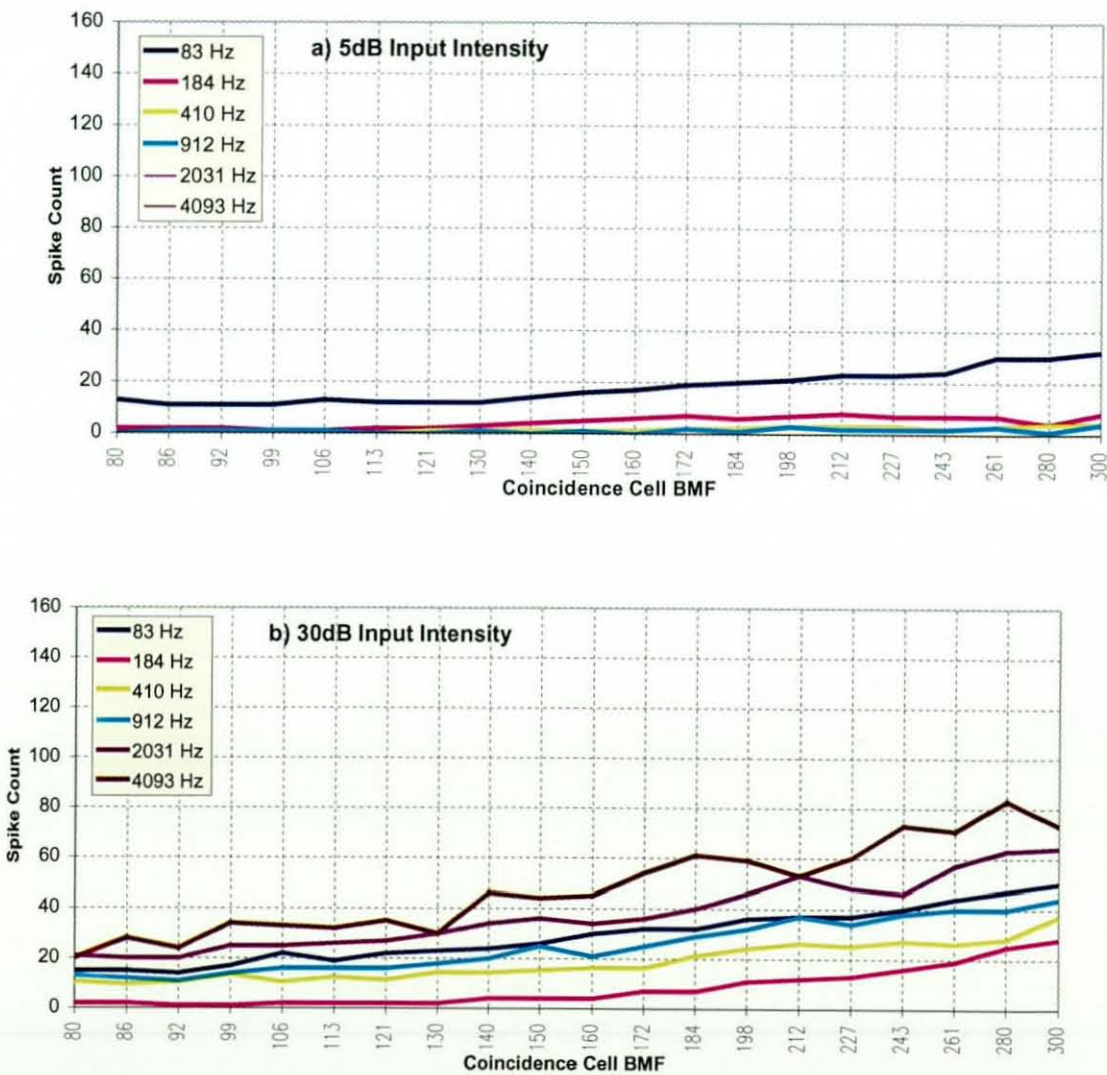 a) 5dB Input Intensity
83 Hz
184 Hz
410 Hz
912 Hz
2031 Hz
4093 Hz
Spike Count
160
140
120
100
80
60
40
20
0
80 86 92 99 106 113 121 130 140 150 160 172 184 198 212 227 243 261 280 300
Coincidence Cell BMF
b) 30dB Input Intensity
83 Hz
184 Hz
410 Hz
912 Hz
2031 Hz
4093 Hz
Spike Count
160
140
120
100
80
60
40
20
0
80 86 92 99 106 113 121 130 140 150 160 172 184 198 212 227 243 261 280 300
Coincidence Cell BMF